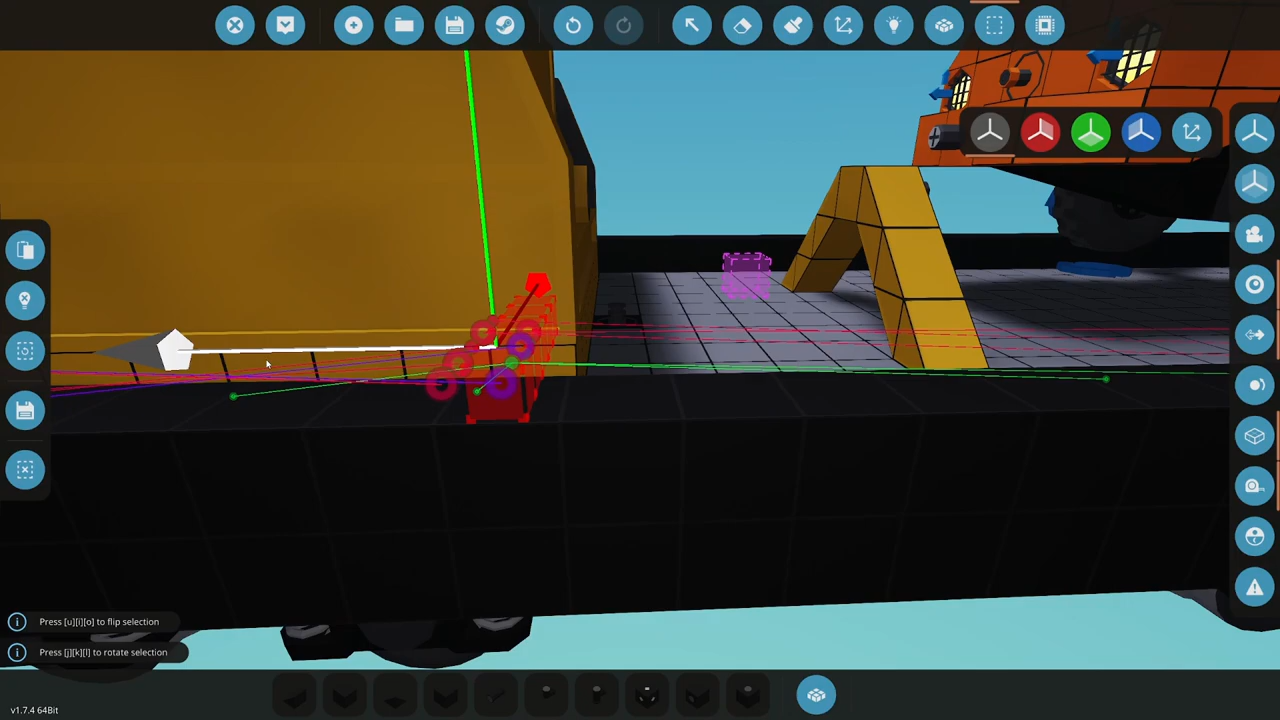 Press [u][i][o] to flip selection
Press [j][k][l] to rotate selection
v1.7.4 64Bit